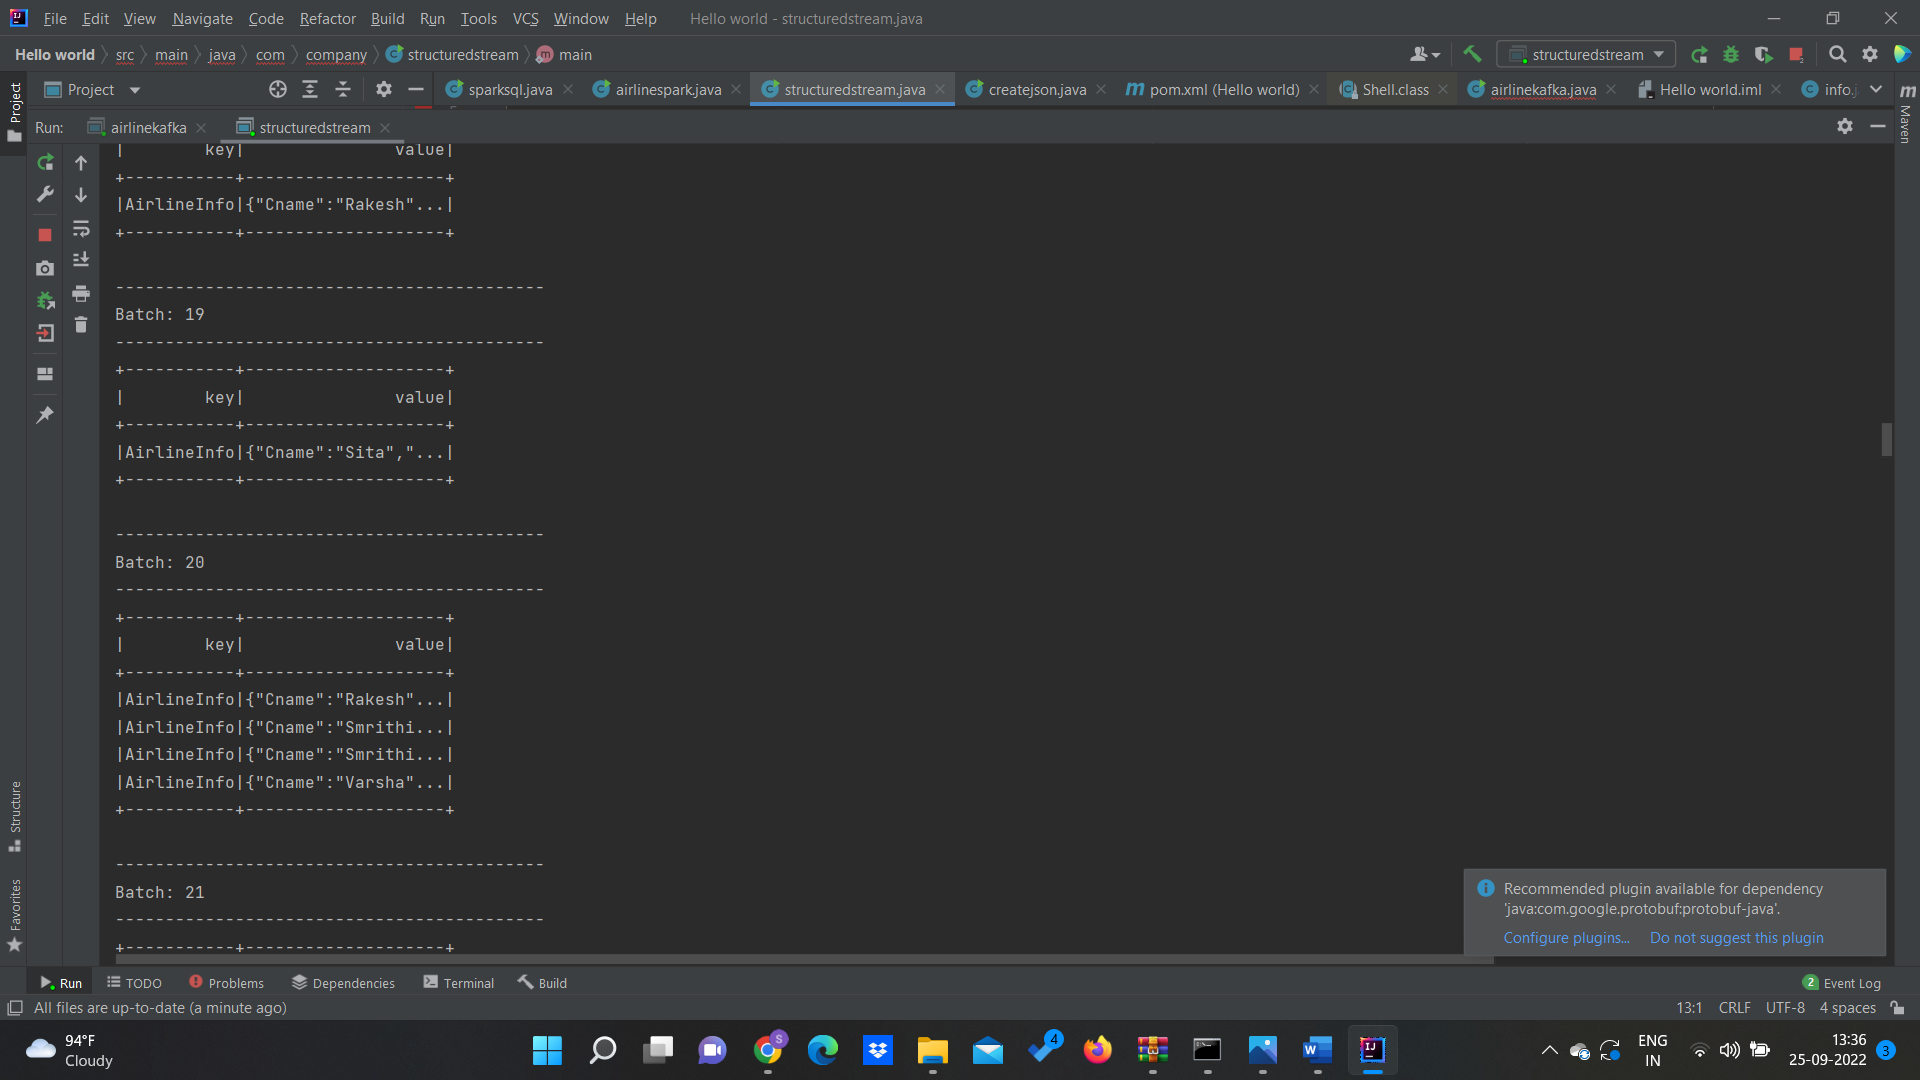 File Edit View Navigate Code Refactor Build Run Tools VCS Window Help Hello world - structuredstream.java
Hello world src main java com company structuredstream main structuredstream
Project sparksql.java airlinespark.java structuredstream.java createjson.java pom.xml (Hello world) Shell.class airlinekafka.java Hello world.iml info.j
Project
Maven
Run: airlinekafka structuredstream
|        key|               value|
+-----------+--------------------+
|AirlineInfo|{"Cname":"Rakesh"...|
+-----------+--------------------+
-------------------------------------------
Batch: 19
-------------------------------------------
+-----------+--------------------+
|        key|               value|
+-----------+--------------------+
|AirlineInfo|{"Cname":"Sita","...|
+-----------+--------------------+
-------------------------------------------
Batch: 20
-------------------------------------------
+-----------+--------------------+
|        key|               value|
+-----------+--------------------+
|AirlineInfo|{"Cname":"Rakesh"...|
|AirlineInfo|{"Cname":"Smrithi...|
|AirlineInfo|{"Cname":"Smrithi...|
|AirlineInfo|{"Cname":"Varsha"...|
+-----------+--------------------+
-------------------------------------------
Batch: 21
-------------------------------------------
+-----------+--------------------+
Structure
Favorites
Recommended plugin available for dependency
'java:com.google.protobuf:protobuf-java'.
Configure plugins... Do not suggest this plugin
Run TODO Problems Dependencies Terminal Build 2 Event Log
All files are up-to-date (a minute ago) 13:1 CRLF UTF-8 4 spaces
94°F
Cloudy
S
4
ENG
IN
13:36
25-09-2022
3